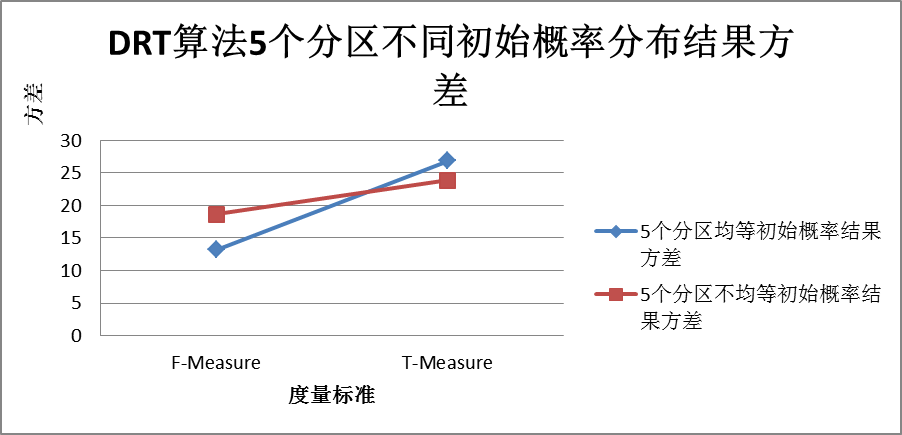 DRT算法5个分区不同初始概率分布结果方
差
方差
30
25
20
15
10
5
0
F-Measure
T-Measure
度量标准
5个分区均等初始概率结果
方差
5个分区不均等初始概率结
果方差